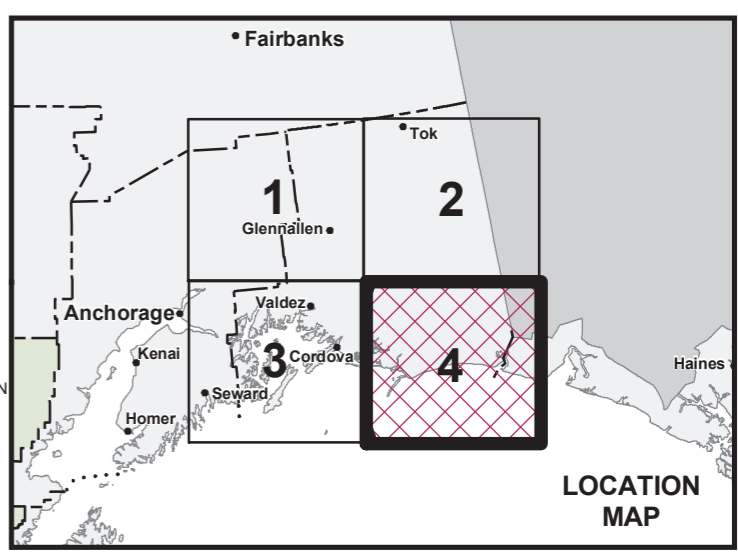 Fairbanks
Tok
1
2
Glennallen
Valdez
Anchorage
3
Cordova
4
Kenai
Haines
Seward
N
Homer
LOCATION
MAP